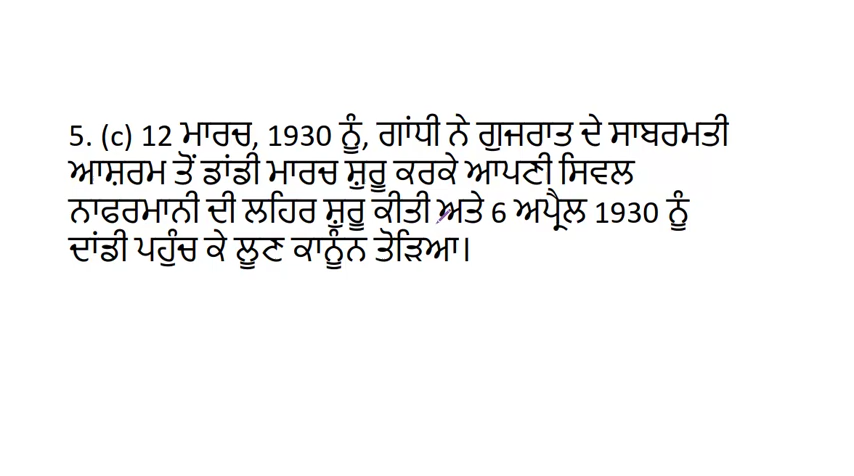 5. (c) 12 ਮਾਰਚ, 1930 ਨੂੰ, ਗਾਂਧੀ ਨੇ ਗੁਜਰਾਤ ਦੇ ਸਾਬਰਮਤੀ
ਆਸ਼ਰਮ ਤੋਂ ਡਾਂਡੀ ਮਾਰਚ ਸ਼ੁਰੂ ਕਰਕੇ ਆਪਣੀ ਸਿਵਲ
ਨਾਫਰਮਾਨੀ ਦੀ ਲਹਿਰ ਸ਼ੁਰੂ ਕੀਤੀ ਅਤੇ 6 ਅਪ੍ਰੈਲ 1930 ਨੂੰ
ਦਾਂਡੀ ਪਹੁੰਚ ਕੇ ਲੂਣ ਕਾਨੂੰਨ ਤੋੜਿਆ।